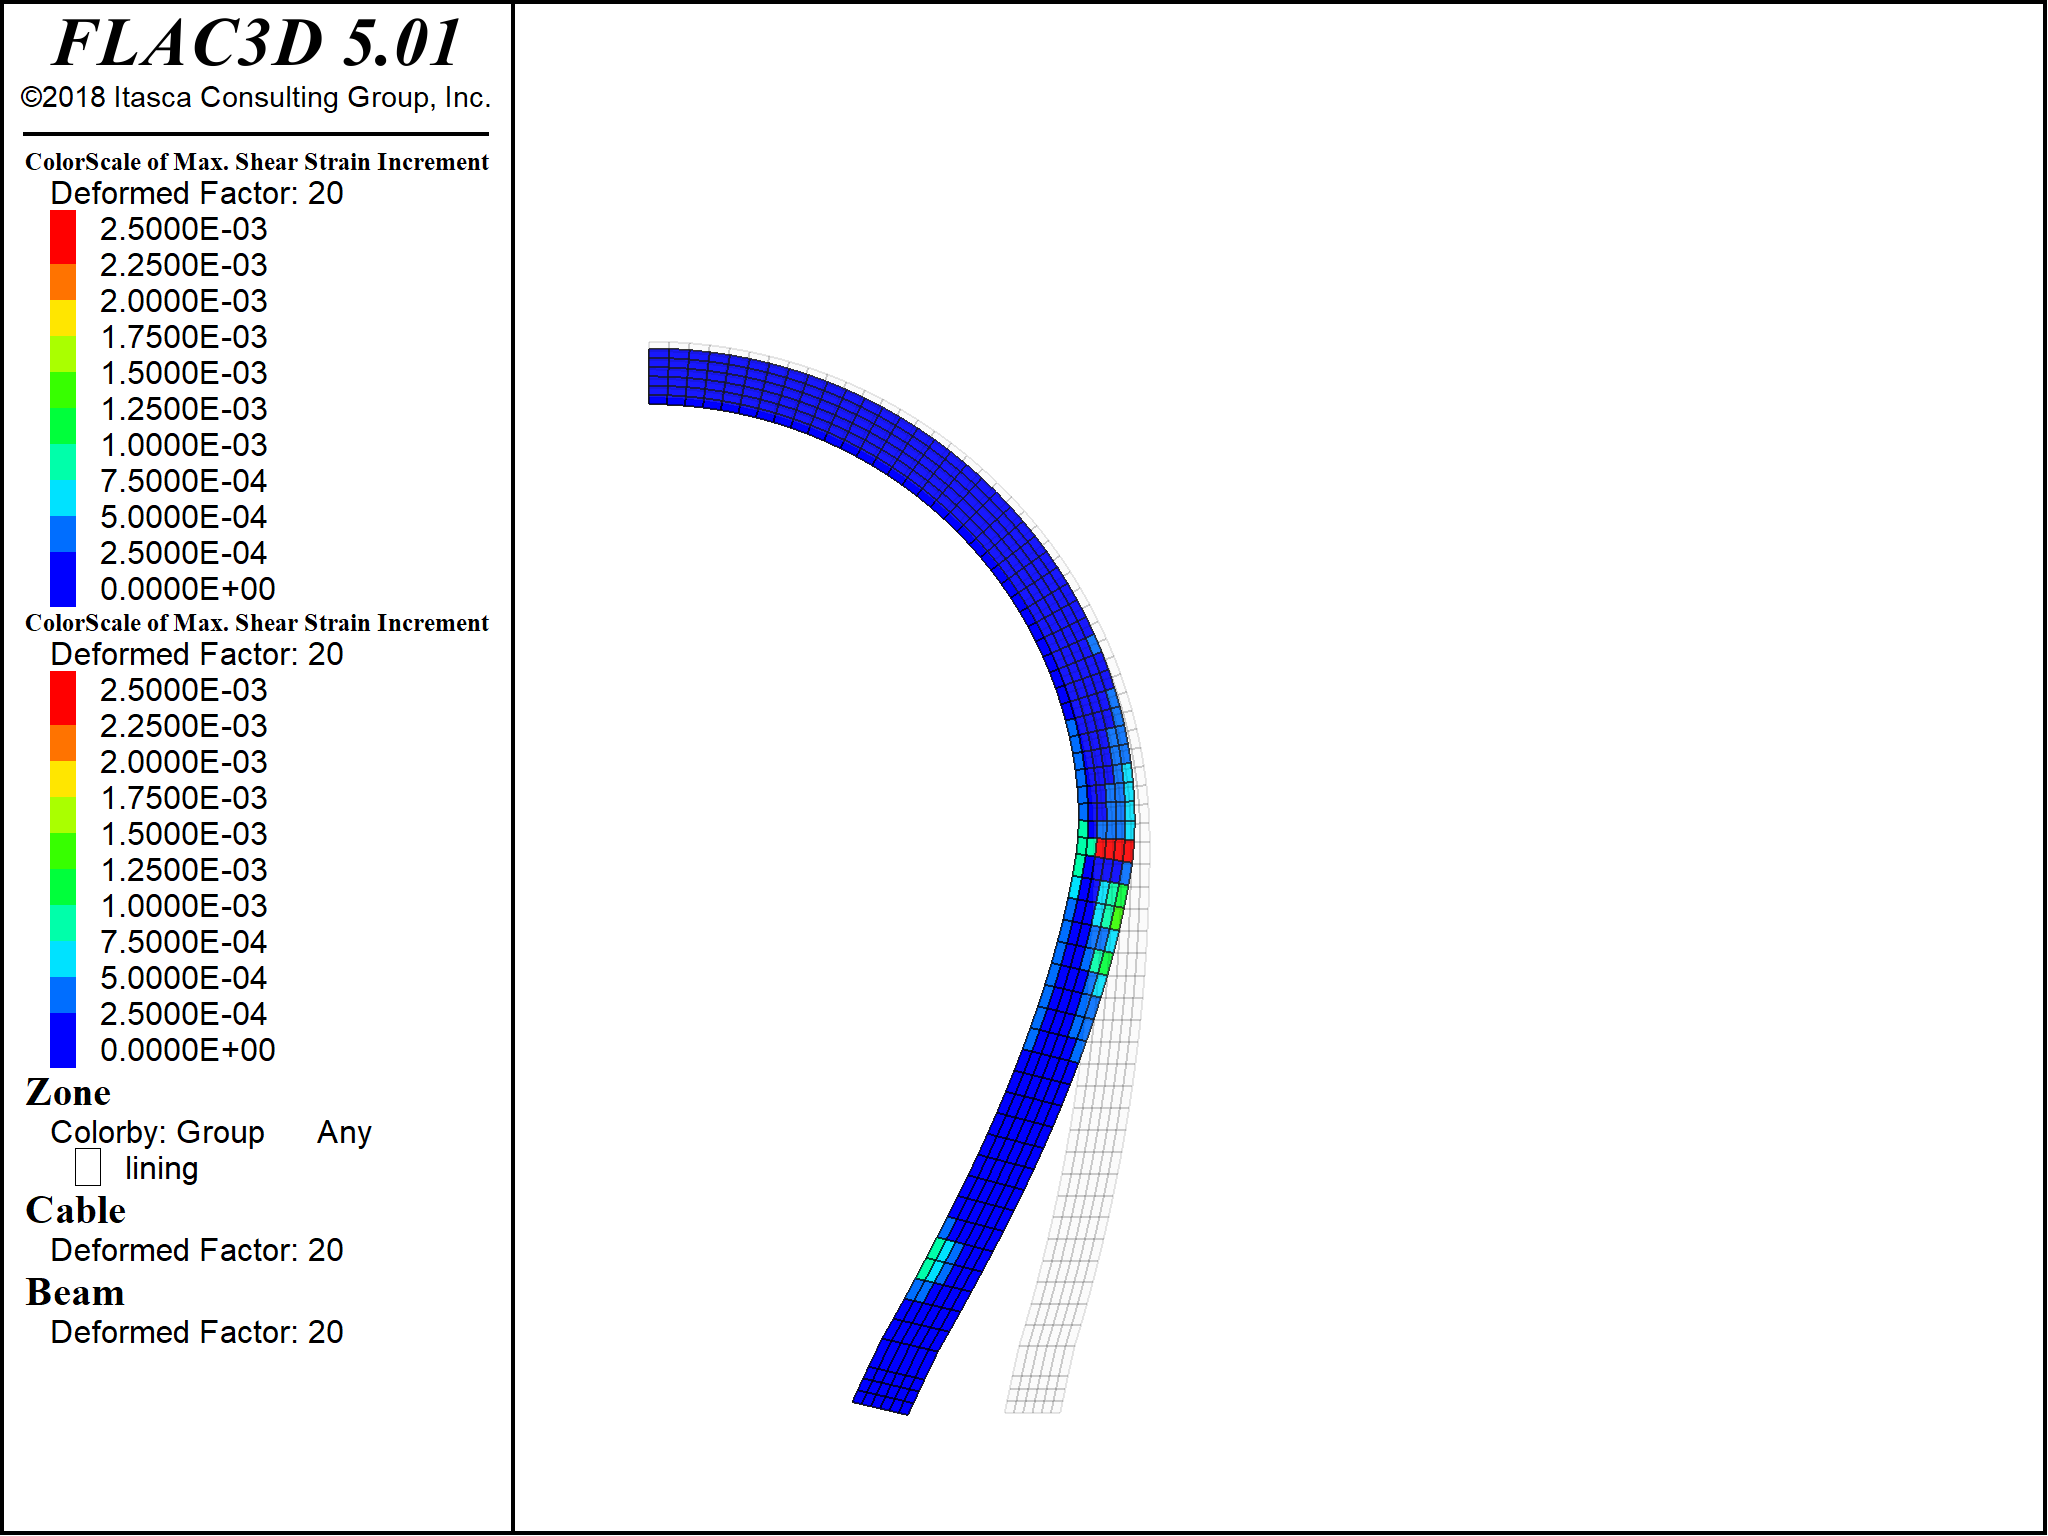 FLAC3D 5.01
©2018 Itasca Consulting Group, Inc.
ColorScale of Max. Shear Strain Increment
Deformed Factor: 20
2.5000E-03
2.2500E-03
2.0000E-03
1.7500E-03
1.5000E-03
1.2500E-03
1.0000E-03
7.5000E-04
5.0000E-04
2.5000E-04
0.0000E+00
ColorScale of Max. Shear Strain Increment
Deformed Factor: 20
2.5000E-03
2.2500E-03
2.0000E-03
1.7500E-03
1.5000E-03
1.2500E-03
1.0000E-03
7.5000E-04
5.0000E-04
2.5000E-04
0.0000E+00
Zone
Colorby: Group Any
lining
Cable
Deformed Factor: 20
Beam
Deformed Factor: 20